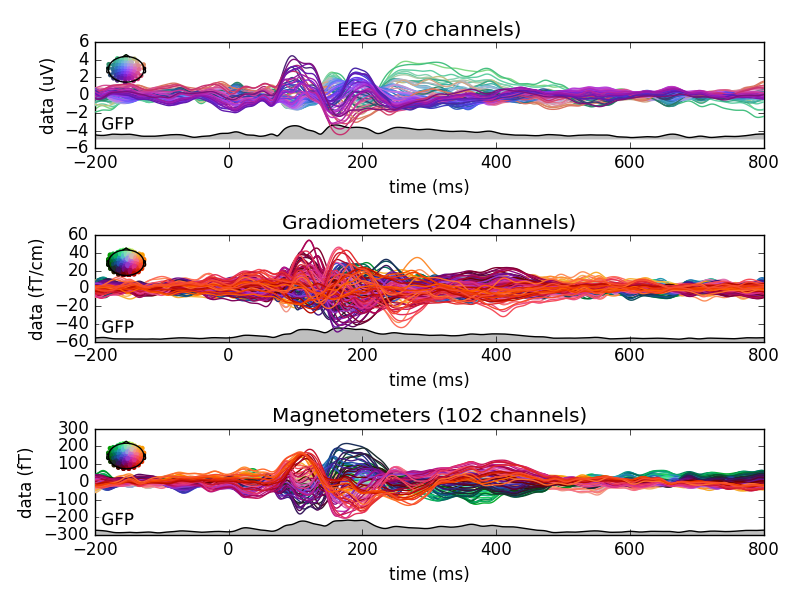 EEG (70 channels)
6
4
2
0
−2
−4
−6
data (uV)
GFP
−200 0 200 400 600 800
time (ms)
Gradiometers (204 channels)
60
40
20
0
−20
−40
−60
data (fT/cm)
GFP
−200 0 200 400 600 800
time (ms)
Magnetometers (102 channels)
300
200
100
0
−100
−200
−300
data (fT)
GFP
−200 0 200 400 600 800
time (ms)